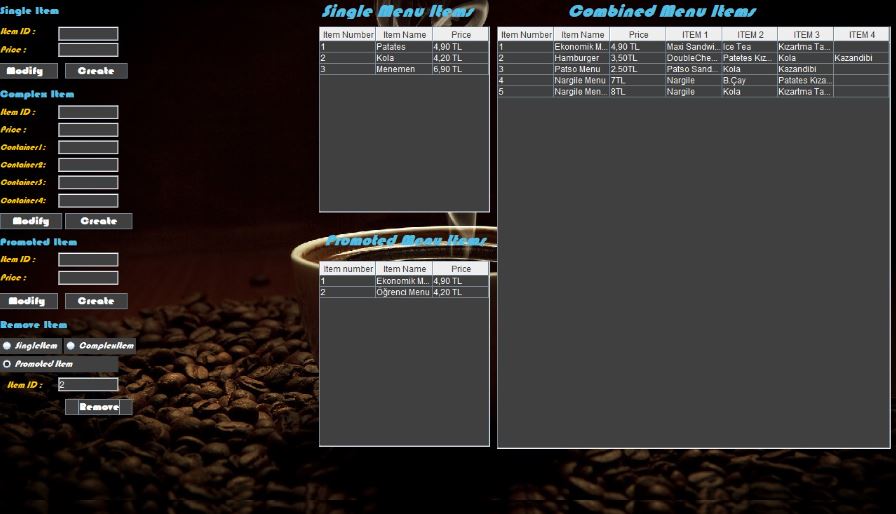 Single Item
Item ID :
Price :
Modify Create
Complex Item
Item ID :
Price :
Container1:
Container2:
Container3:
Container4:
Modify Create
Promoted Item
Item ID :
Price :
Modify Create
Remove Item
SingleItem ComplexItem
Promoted Item
Item ID : 2
Remove
Single Menu Items
Item Number Item Name Price
1 Patates 4,90 TL
2 Kola 4,20 TL
3 Menemen 6,90 TL
Promoted Menu Items
Item number Item Name Price
1 Ekonomik M... 4,90 TL
2 Öğrenci Menu 4,20 TL
Combined Menu Items
Item Number Item Name Price ITEM 1 ITEM 2 ITEM 3 ITEM 4
1 Ekonomik M... 4,90 TL Maxi Sandwi... Ice Tea Kızartma Ta...
2 Hamburger 3,50TL DoubleChe... Patetes Kız... Kola Kazandibi
3 Patso Menu 2.50TL Patso Sand... Kola Kazandibi
4 Nargile Menu 7TL Nargile B.Çay Patates Kıza...
5 Nargile Men... 8TL Nargile Kola Kızartma Ta...